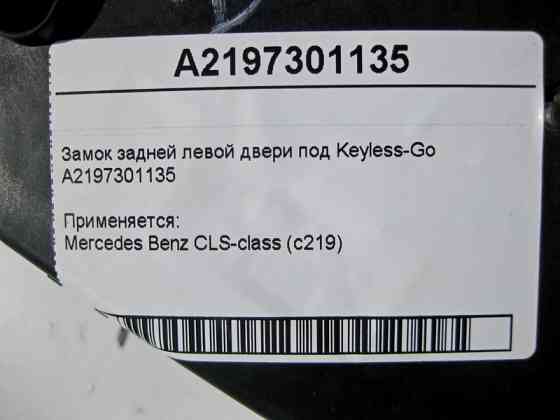 A2197301135
Замок задней левой двери под Keyless-Go
A2197301135
Применяется:
Mercedes Benz CLS-class (c219)